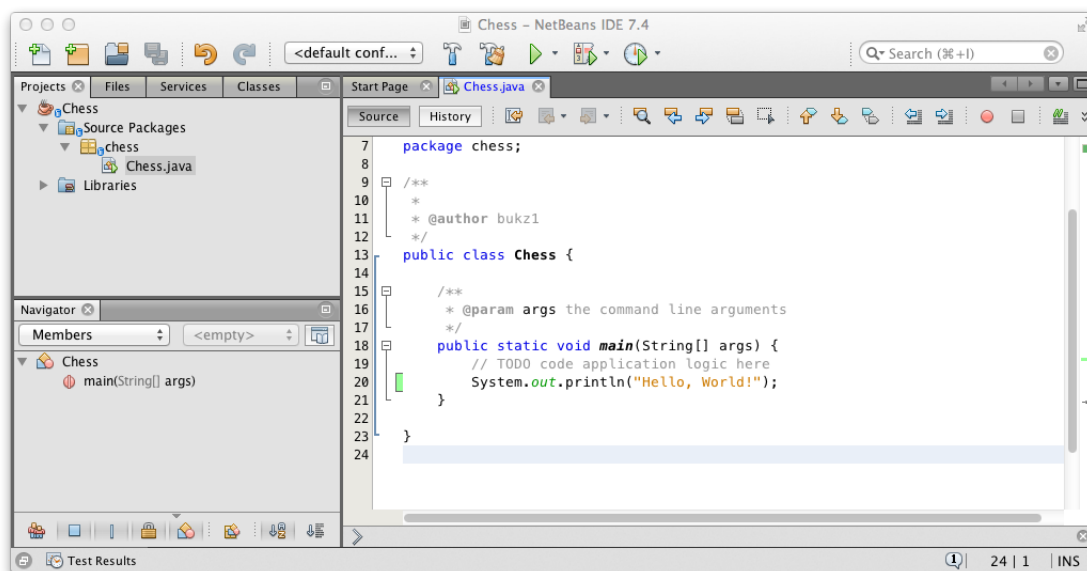 Chess – NetBeans IDE 7.4
<default conf...
Search (⌘+I)
Projects Files Services Classes
Start Page Chess.java
Chess
Source Packages
chess
Chess.java
Libraries
Source History
Navigator
Members <empty>
Chess
main(String[] args)
7 package chess;
8
9 /**
10 *
11 * @author bukz1
12 */
13 public class Chess {
14
15 /**
16 * @param args the command line arguments
17 */
18 public static void main(String[] args) {
19 // TODO code application logic here
20 System.out.println("Hello, World!");
21 }
22
23 }
24
Test Results
1 24 | 1 INS